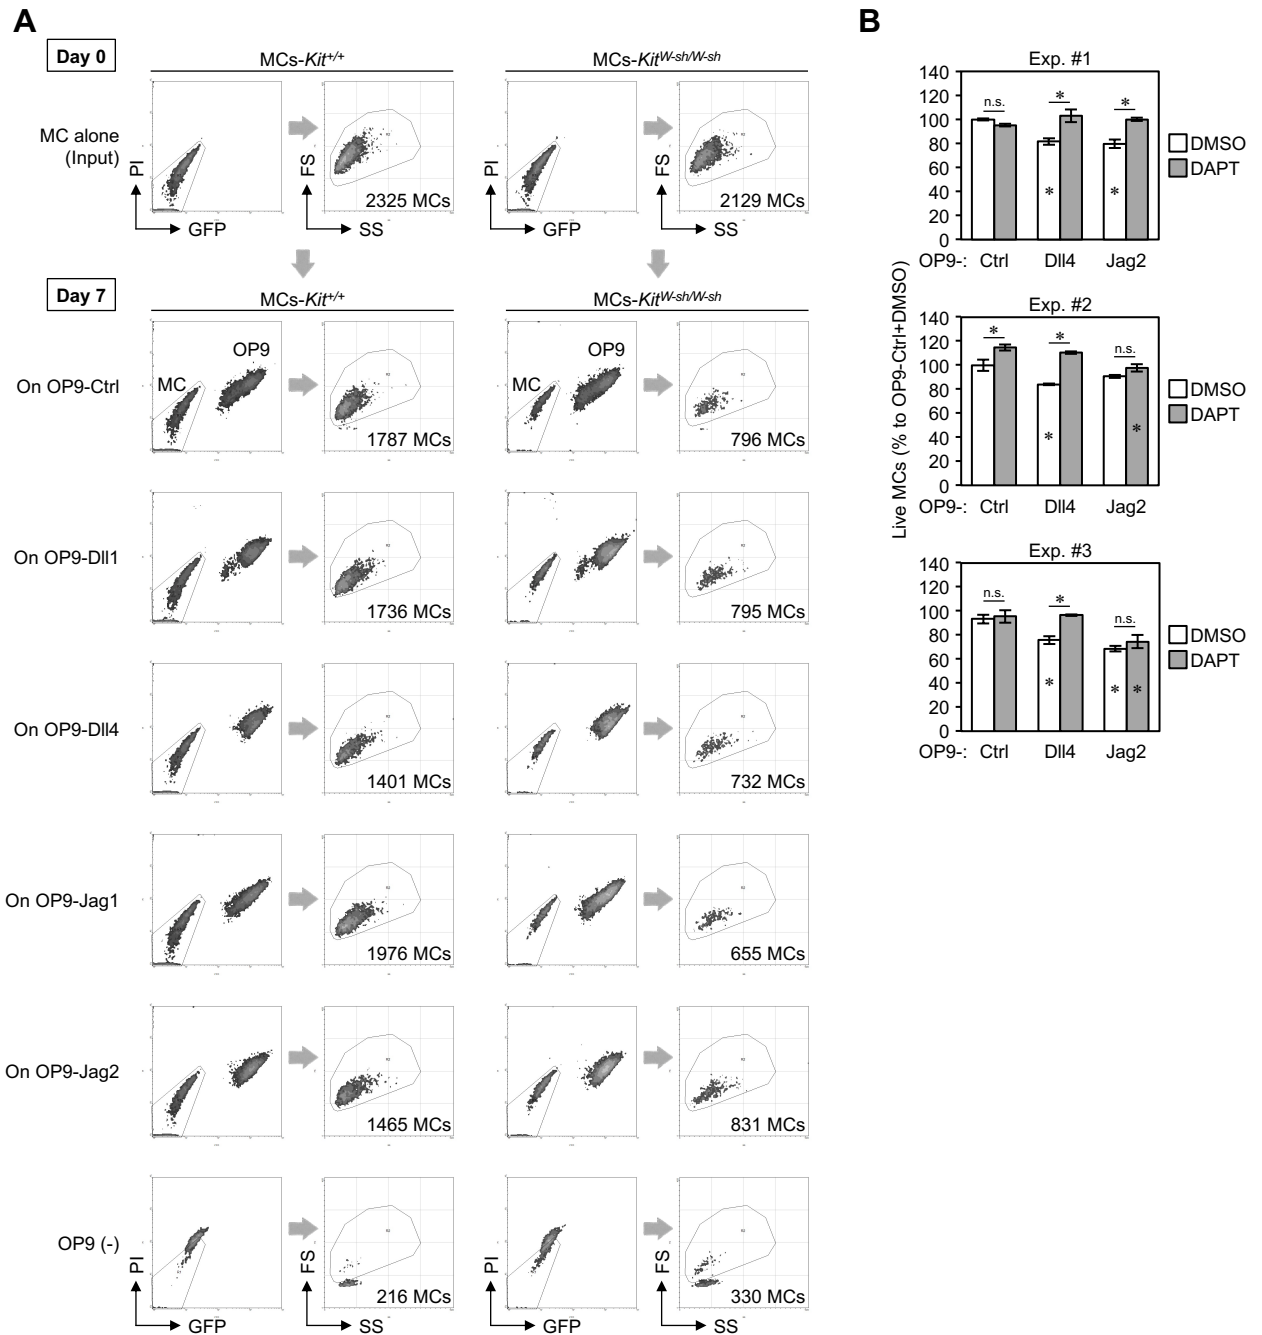 A
Day 0
MCs-Kit+/+
MCs-KitW-sh/W-sh
MC alone
(Input)
PI
GFP
FS
SS
2325 MCs
PI
GFP
FS
SS
2129 MCs
Day 7
MCs-Kit+/+
MCs-KitW-sh/W-sh
On OP9-Ctrl
MC
OP9
1787 MCs
MC
OP9
796 MCs
On OP9-Dll1
1736 MCs
795 MCs
On OP9-Dll4
1401 MCs
732 MCs
On OP9-Jag1
1976 MCs
655 MCs
On OP9-Jag2
1465 MCs
831 MCs
OP9 (-)
PI
GFP
FS
SS
216 MCs
PI
GFP
FS
SS
330 MCs
B
Live MCs (% to OP9-Ctrl+DMSO)
Exp. #1
140
120
100
80
60
40
20
0
n.s.
*
*
*
*
OP9-: Ctrl Dll4 Jag2
DMSO
DAPT
Exp. #2
140
120
100
80
60
40
20
0
*
*
n.s.
*
*
OP9-: Ctrl Dll4 Jag2
DMSO
DAPT
Exp. #3
140
120
100
80
60
40
20
0
n.s.
*
n.s.
*
* *
OP9-: Ctrl Dll4 Jag2
DMSO
DAPT